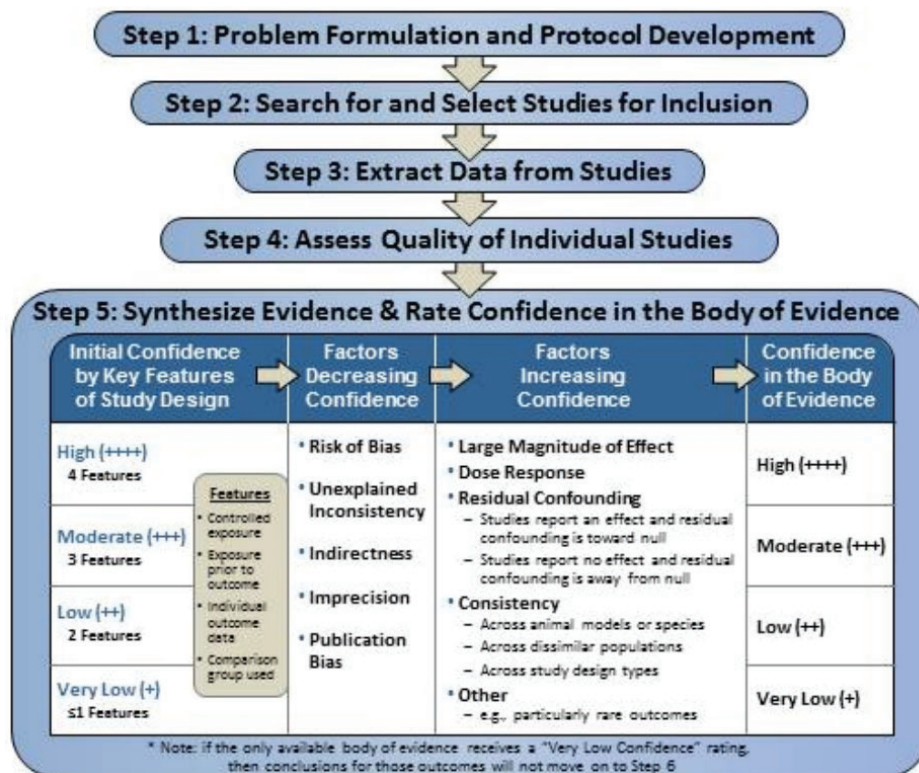 Step 1: Problem Formulation and Protocol Development
Step 2: Search for and Select Studies for Inclusion
Step 3: Extract Data from Studies
Step 4: Assess Quality of Individual Studies
Step 5: Synthesize Evidence & Rate Confidence in the Body of Evidence
Initial Confidence
by Key Features
of Study Design
Factors
Decreasing
Confidence
Factors
Increasing
Confidence
Confidence
in the Body
of Evidence
High (++++)
4 Features
Moderate (+++)
3 Features
Low (++)
2 Features
Very Low (+)
≤1 Features
Features
• Controlled
exposure
• Exposure
prior to
outcome
• Individual
outcome
data
• Comparison
group used
• Risk of Bias
• Unexplained
Inconsistency
• Indirectness
• Imprecision
• Publication
Bias
• Large Magnitude of Effect
• Dose Response
• Residual Confounding
– Studies report an effect and residual
confounding is toward null
– Studies report no effect and residual
confounding is away from null
• Consistency
– Across animal models or species
– Across dissimilar populations
– Across study design types
• Other
– e.g., particularly rare outcomes
High (++++)
Moderate (+++)
Low (++)
Very Low (+)
* Note: if the only available body of evidence receives a "Very Low Confidence" rating,
then conclusions for those outcomes will not move on to Step 6